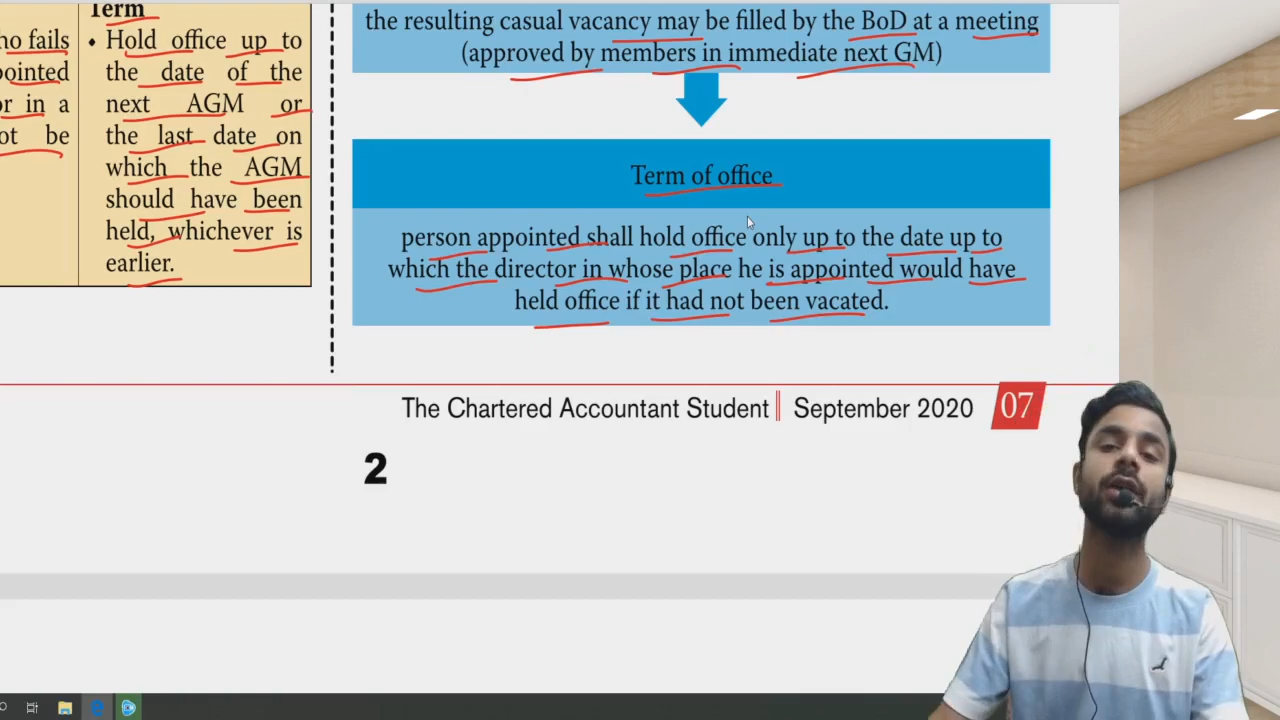 ho fails
ointed
or in a
ot be
Term
Hold office up to
the date of the
next AGM or
the last date on
which the AGM
should have been
held, whichever is
earlier.
the resulting casual vacancy may be filled by the BoD at a meeting
(approved by members in immediate next GM)
Term of office
person appointed shall hold office only up to the date up to
which the director in whose place he is appointed would have
held office if it had not been vacated.
The Chartered Accountant Student September 2020 07
2